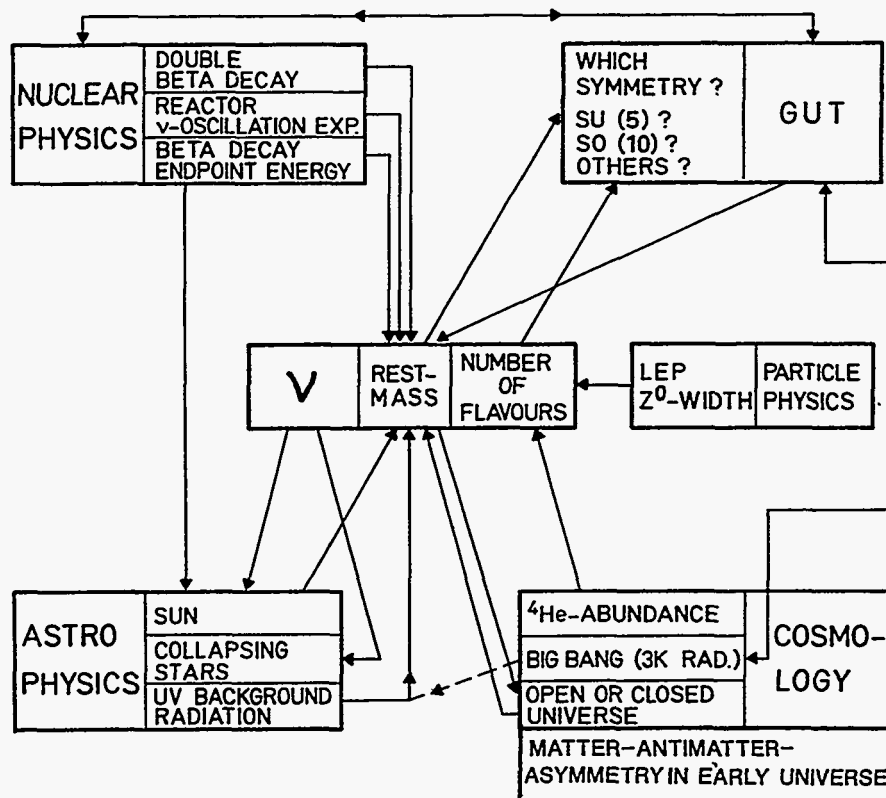 NUCLEAR
PHYSICS
DOUBLE
BETA DECAY
REACTOR
ν-OSCILLATION EXP.
BETA DECAY
ENDPOINT ENERGY
WHICH
SYMMETRY ?
SU (5) ?
SO (10) ?
OTHERS ?
GUT
ν
REST-
MASS
NUMBER
OF
FLAVOURS
LEP
Z⁰-WIDTH
PARTICLE
PHYSICS
ASTRO
PHYSICS
SUN
COLLAPSING
STARS
UV BACKGROUND
RADIATION
⁴He-ABUNDANCE
BIG BANG (3K RAD.)
OPEN OR CLOSED
UNIVERSE
COSMO-
LOGY
MATTER-ANTIMATTER-
ASYMMETRY IN EARLY UNIVERSE